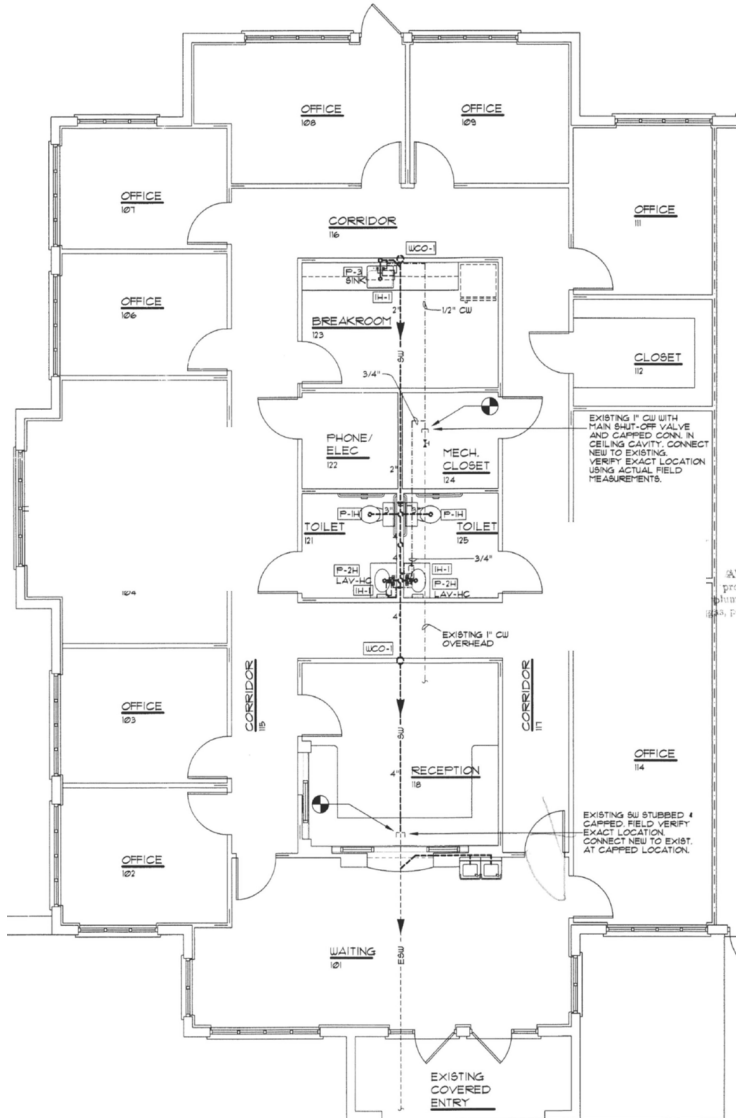 OFFICE
108
OFFICE
109
OFFICE
107
OFFICE
111
CORRIDOR
116
WCO-1
P-3
SINK
IH-1
2"
1/2" CW
OFFICE
106
BREAKROOM
123
SW
CLOSET
112
3/4"
EXISTING 1" CW WITH
MAIN SHUT-OFF VALVE
AND CAPPED CONN. IN
CEILING CAVITY. CONNECT
NEW TO EXISTING.
VERIFY EXACT LOCATION
USING ACTUAL FIELD
MEASUREMENTS.
PHONE/
ELEC
122
MECH.
CLOSET
124
2"
P-1H
3"
3"
P-1H
TOILET
121
TOILET
125
4"
3/4"
P-2H
LAV-HC
IH-1
IH-1
P-2H
LAV-HC
104
4"
EXISTING 1" CW
OVERHEAD
WCO-1
CORRIDOR
115
CORRIDOR
117
OFFICE
103
SW
OFFICE
114
4"
RECEPTION
118
EXISTING SW STUBBED &
CAPPED. FIELD VERIFY
EXACT LOCATION.
CONNECT NEW TO EXIST.
AT CAPPED LOCATION.
OFFICE
102
WAITING
101
ESW
EXISTING
COVERED
ENTRY